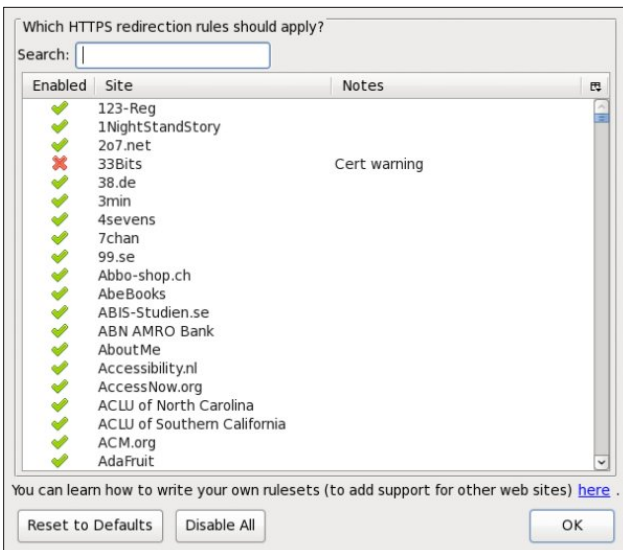 Which HTTPS redirection rules should apply?
Search:
Enabled Site Notes
123-Reg
1NightStandStory
2o7.net
33Bits Cert warning
38.de
3min
4sevens
7chan
99.se
Abbo-shop.ch
AbeBooks
ABIS-Studien.se
ABN AMRO Bank
AboutMe
Accessibility.nl
AccessNow.org
ACLU of North Carolina
ACLU of Southern California
ACM.org
AdaFruit
You can learn how to write your own rulesets (to add support for other web sites) here .
Reset to Defaults Disable All OK